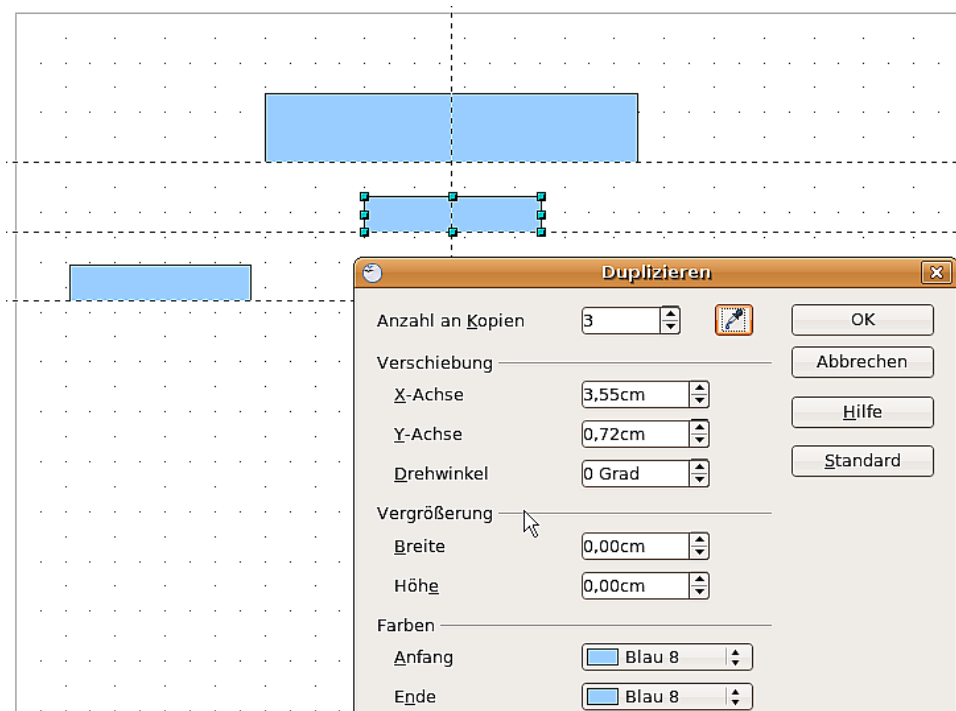 Duplizieren
Anzahl an Kopien 3
OK
Verschiebung
Abbrechen
X-Achse 3,55cm
Hilfe
Y-Achse 0,72cm
Standard
Drehwinkel 0 Grad
Vergrößerung
Breite 0,00cm
Höhe 0,00cm
Farben
Anfang Blau 8
Ende Blau 8